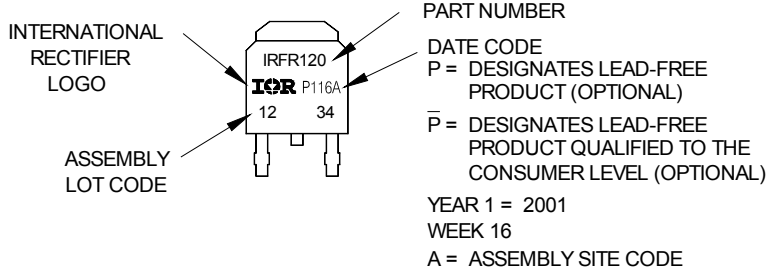 INTERNATIONAL
RECTIFIER
LOGO
ASSEMBLY
LOT CODE
IRFR120
IOR P116A
12 34
PART NUMBER
DATE CODE
P = DESIGNATES LEAD-FREE
PRODUCT (OPTIONAL)
P̅ = DESIGNATES LEAD-FREE
PRODUCT QUALIFIED TO THE
CONSUMER LEVEL (OPTIONAL)
YEAR 1 = 2001
WEEK 16
A = ASSEMBLY SITE CODE